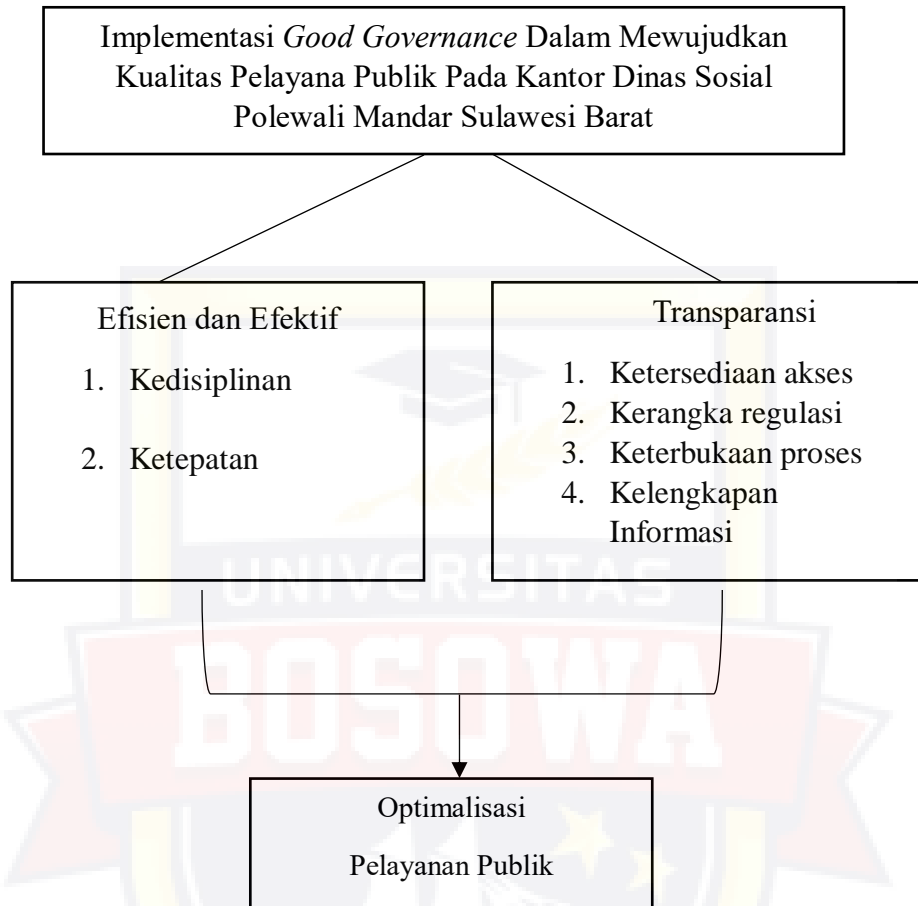 Implementasi Good Governance Dalam Mewujudkan
Kualitas Pelayana Publik Pada Kantor Dinas Sosial
Polewali Mandar Sulawesi Barat
Efisien dan Efektif
1. Kedisiplinan
2. Ketepatan
Transparansi
1. Ketersediaan akses
2. Kerangka regulasi
3. Keterbukaan proses
4. Kelengkapan
Informasi
UNIVERSITAS
BOSOWA
Optimalisasi
Pelayanan Publik